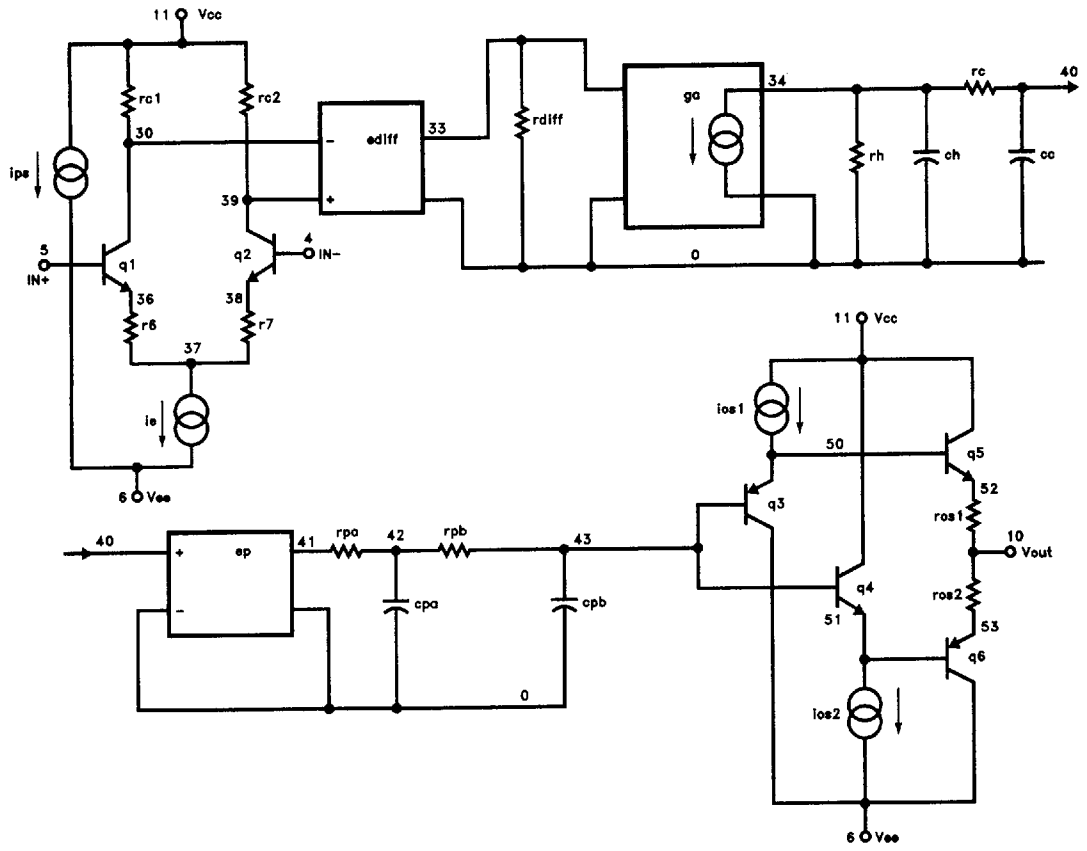 11 Vcc
rc1
rc2
30
ips
39
5
IN+
q1
q2
4
IN-
36
38
r6
r7
37
ie
6 Vee
-
ediff
+
33
rdiff
ga
34
rh
ch
rc
cc
40
0
40
+
ep
-
41
rpa
42
rpb
43
cpa
cpb
0
11 Vcc
ios1
50
q5
q3
52
ros1
10
Vout
q4
51
ros2
53
q6
ios2
6 Vee